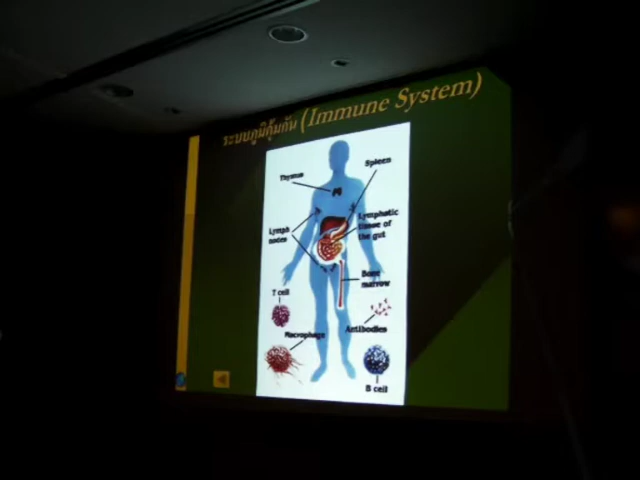 ระบบภูมิคุ้มกัน (Immune System)
Thymus
Spleen
Lymph
nodes
Lymphatic
tissue of
the gut
Bone
marrow
T cell
Antibodies
Macrophage
B cell